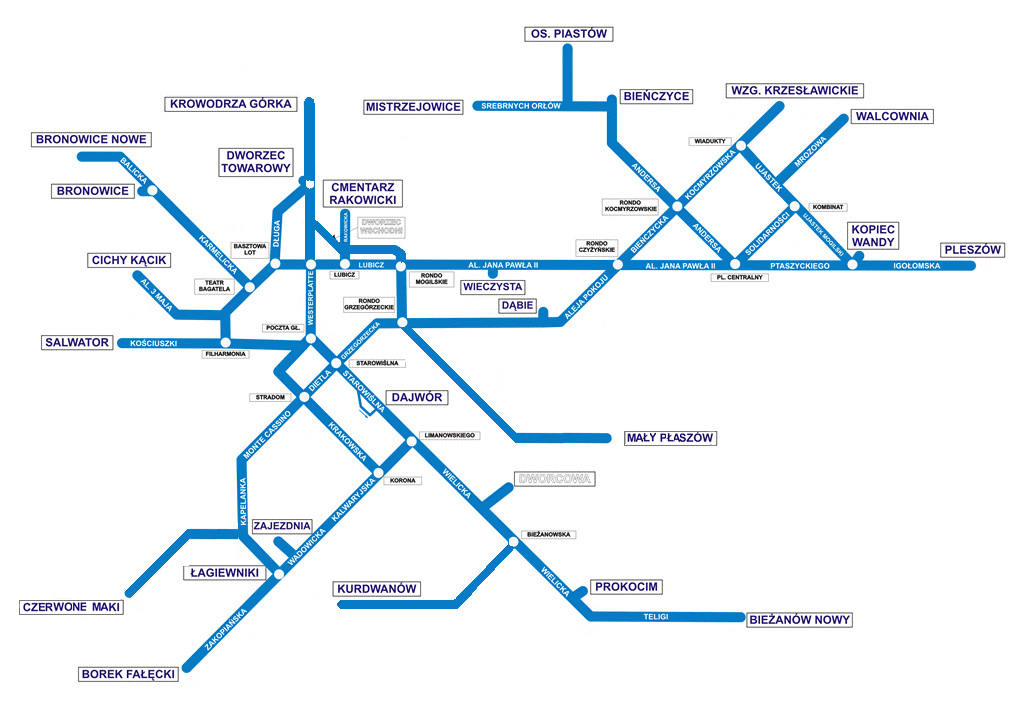 OS. PIASTÓW
WZG. KRZESŁAWICKIE
BIEŃCZYCE
KROWODRZA GÓRKA
MISTRZEJOWICE
SREBRNYCH ORŁÓW
WALCOWNIA
BRONOWICE NOWE
WIADUKTY
DWORZEC
TOWAROWY
BALICKA
MROZOWA
ANDERSA
KOCMYRZOWSKA
UJASTEK
BRONOWICE
CMENTARZ
RAKOWICKI
RONDO
KOCMYRZOWSKIE
KOMBINAT
RAKOWICKA
DWORZEC
WSCHODNI
DŁUGA
KARMELICKA
BASZTOWA
LOT
RONDO
CZYŻYŃSKIE
BIEŃCZYCKA
ANDERSA
SOLIDARNOŚCI
UJASTEK MOGILSKI
KOPIEC
WANDY
PLESZÓW
CICHY KĄCIK
LUBICZ
LUBICZ
AL. JANA PAWŁA II
AL. JANA PAWŁA II
PTASZYCKIEGO
IGOŁOMSKA
PL. CENTRALNY
AL. 3 MAJA
TEATR
BAGATELA
RONDO
MOGILSKIE
WIECZYSTA
WESTERPLATTE
RONDO
GRZEGÓRZECKIE
DĄBIE
ALEJA POKOJU
POCZTA GŁ.
SALWATOR
KOŚCIUSZKI
FILHARMONIA
GRZEGÓRZECKA
STAROWIŚLNA
DIETLA
STAROWIŚLNA
STRADOM
DAJWÓR
MONTE CASSINO
KRAKOWSKA
LIMANOWSKIEGO
MAŁY PŁASZÓW
KORONA
WIELICKA
DWORCOWA
KAPELANKA
KALWARYJSKA
ZAJEZDNIA
WADOWICKA
BIEŻANOWSKA
ŁAGIEWNIKI
WIELICKA
PROKOCIM
KURDWANÓW
CZERWONE MAKI
ZAKOPIAŃSKA
TELIGI
BIEŻANÓW NOWY
BOREK FAŁĘCKI